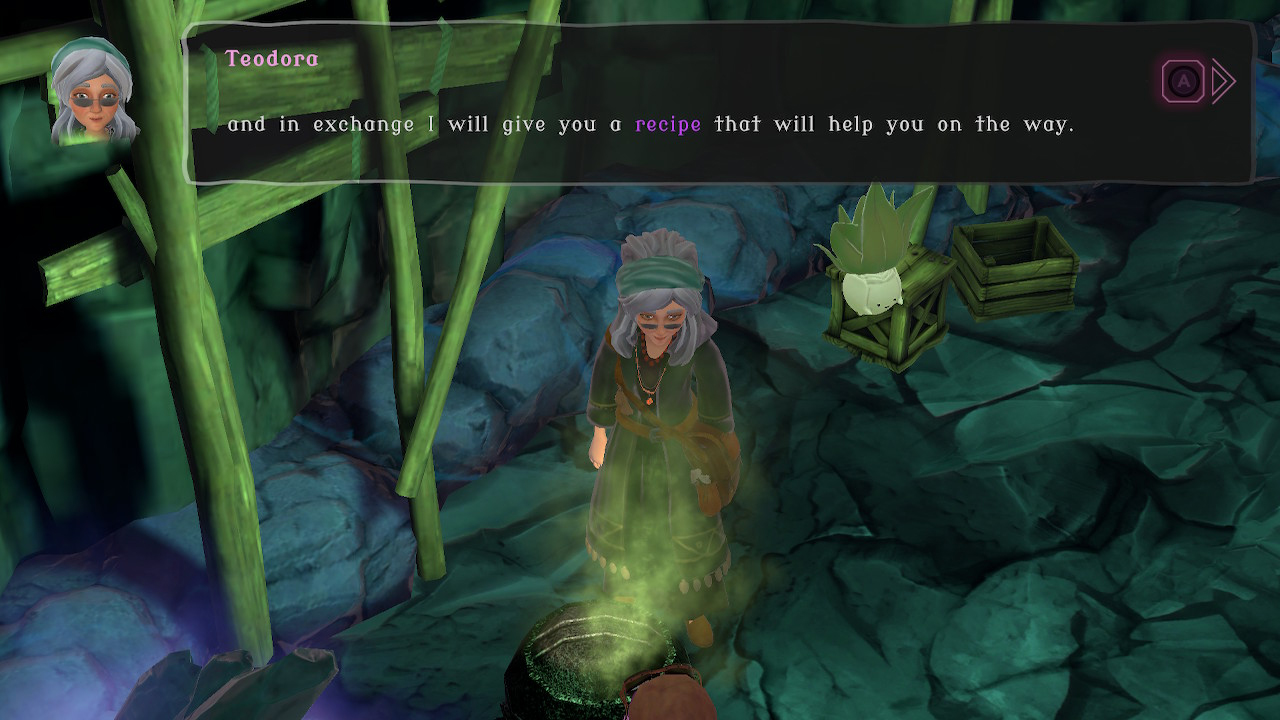 Teodora
A
and in exchange I will give you a recipe that will help you on the way.